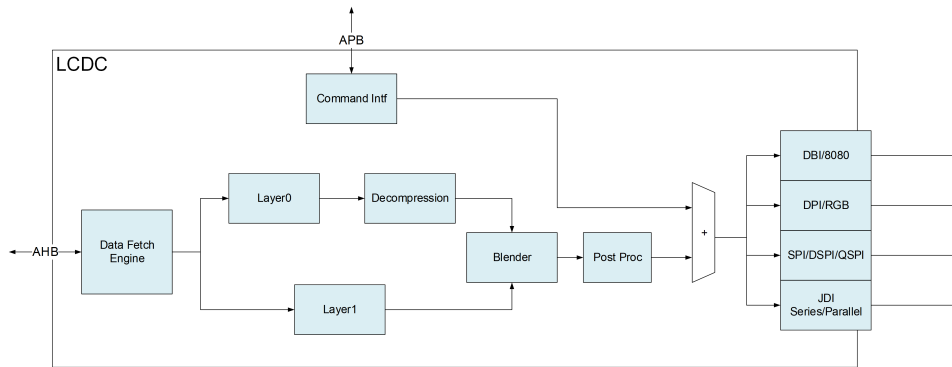 APB
LCDC
Command Intf
DBI/8080
Layer0
Decompression
DPI/RGB
+
AHB
Data Fetch
Engine
Blender
Post Proc
SPI/DSPI/QSPI
Layer1
JDI
Series/Parallel